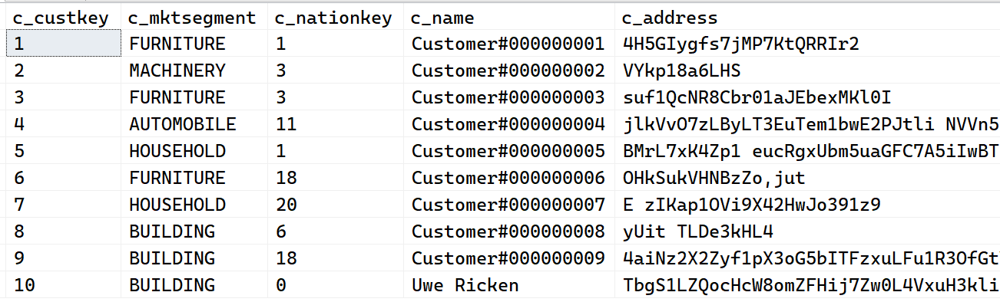 c_custkey c_mktsegment c_nationkey c_name c_address
1 FURNITURE 1 Customer#000000001 4H5GIygfs7jMP7KtQRRIr2
2 MACHINERY 3 Customer#000000002 VYkp18a6LHS
3 FURNITURE 3 Customer#000000003 suf1QcNR8Cbr01aJEbexMKl0I
4 AUTOMOBILE 11 Customer#000000004 jlkVvO7zLByLT3EuTem1bwE2PJtli NVVn5
5 HOUSEHOLD 1 Customer#000000005 BMrL7xK4Zp1 eucRgxUbm5uaGFC7A5iIwBT
6 FURNITURE 18 Customer#000000006 OHkSukVHNBzZo,jut
7 HOUSEHOLD 20 Customer#000000007 E zIKap1OVi9X42HwJo391z9
8 BUILDING 6 Customer#000000008 yUit TLDe3kHL4
9 BUILDING 18 Customer#000000009 4aiNz2X2Zyf1pX3oG5bITFzxuLFu1R3OfGt
10 BUILDING 0 Uwe Ricken TbgS1LZQocHcW8omZFHij7Zw0L4VxuH3kli